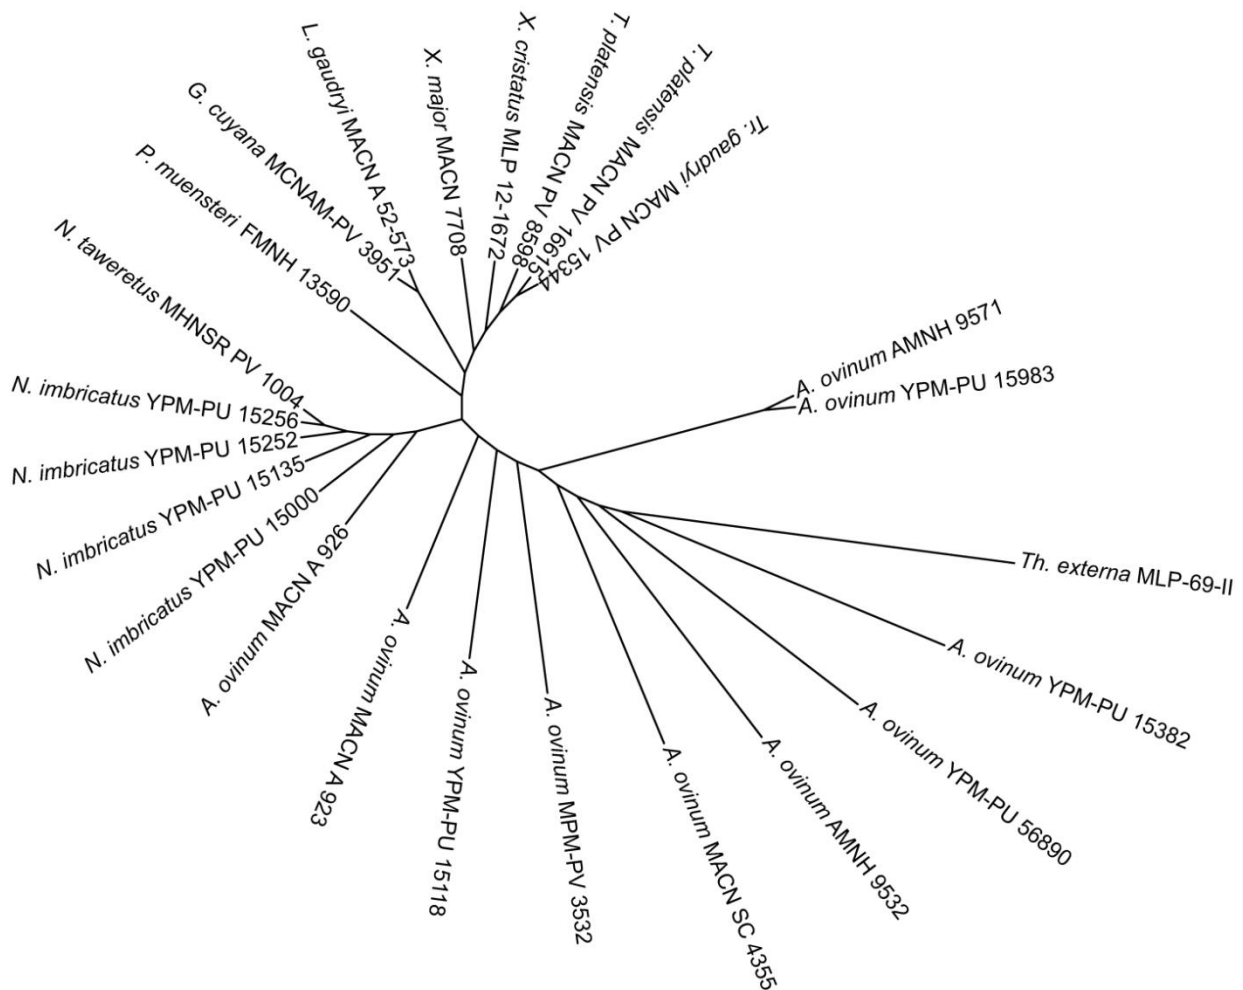 L. gaudryi MACN A 52-573
X. major MACN 7708
X. cristatus MLP 12-1672
T. platensis MACN PV 8598
T. platensis MACN PV 16615
Tr. gaudryi MACN PV 15344
G. cuyana MCNAM-PV 3951
P. muensteri FMNH 13590
N. taweretus MHNSR PV 1004
N. imbricatus YPM-PU 15256
N. imbricatus YPM-PU 15252
N. imbricatus YPM-PU 15135
N. imbricatus YPM-PU 15000
A. ovinum MACN A 926
A. ovinum MACN A 923
A. ovinum YPM-PU 15118
A. ovinum MPM-PV 3532
A. ovinum MACN SC 4355
A. ovinum AMNH 9532
A. ovinum YPM-PU 56890
A. ovinum YPM-PU 15382
Th. externa MLP-69-II
A. ovinum YPM-PU 15983
A. ovinum AMNH 9571